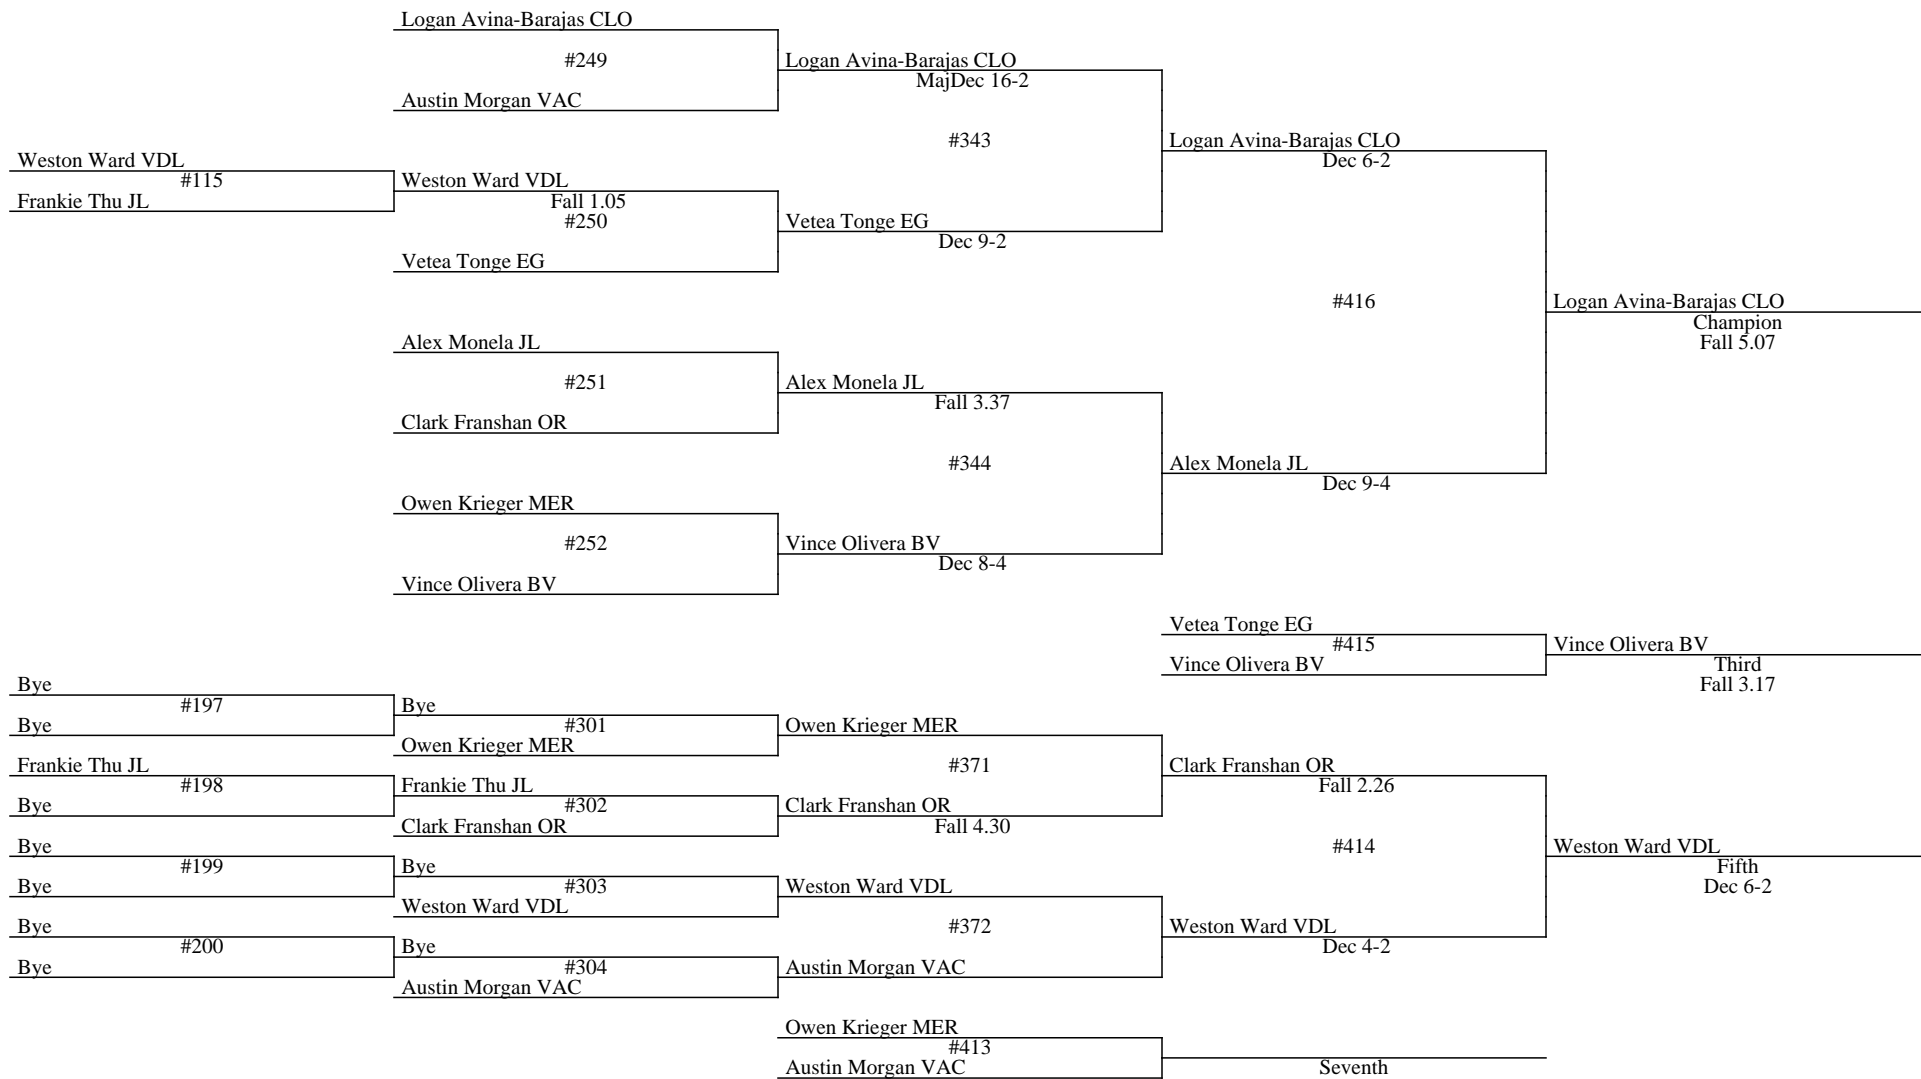 Logan Avina-Barajas CLO
#249
Logan Avina-Barajas CLO
MajDec 16-2
Austin Morgan VAC
#343
Logan Avina-Barajas CLO
Dec 6-2
Weston Ward VDL
#115
Weston Ward VDL
Fall 1.05
Frankie Thu JL
#250
Vetea Tonge EG
Dec 9-2
Vetea Tonge EG
#416
Logan Avina-Barajas CLO
Champion
Fall 5.07
Alex Monela JL
#251
Alex Monela JL
Fall 3.37
Clark Franshan OR
#344
Alex Monela JL
Dec 9-4
Owen Krieger MER
#252
Vince Olivera BV
Dec 8-4
Vince Olivera BV
Vetea Tonge EG
#415
Vince Olivera BV
Vince Olivera BV
Third
Fall 3.17
Bye
#197
Bye
Bye
#301
Owen Krieger MER
Owen Krieger MER
Frankie Thu JL
#198
Bye
Frankie Thu JL
#302
Clark Franshan OR
Clark Franshan OR
Fall 4.30
#371
Clark Franshan OR
Fall 2.26
Bye
#199
Bye
Bye
#303
Weston Ward VDL
Weston Ward VDL
#414
Weston Ward VDL
Fifth
Dec 6-2
Bye
#200
Bye
Bye
#304
Austin Morgan VAC
Austin Morgan VAC
#372
Weston Ward VDL
Dec 4-2
Owen Krieger MER
#413
Austin Morgan VAC
Seventh